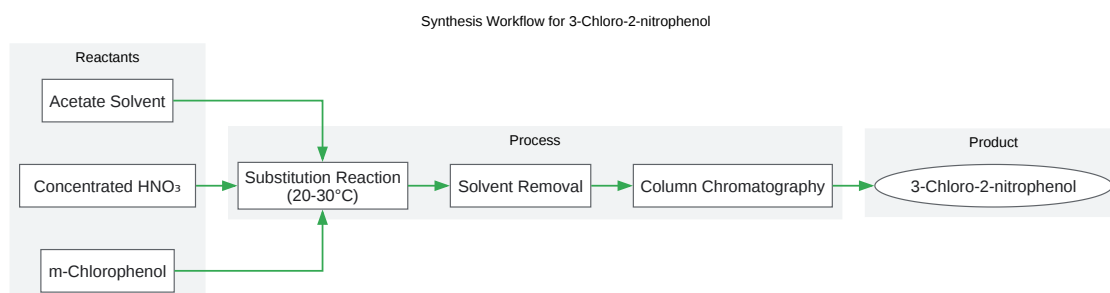 Synthesis Workflow for 3-Chloro-2-nitrophenol
Reactants
Acetate Solvent
Concentrated HNO₃
m-Chlorophenol
Process
Substitution Reaction
(20-30°C)
Solvent Removal
Column Chromatography
Product
3-Chloro-2-nitrophenol